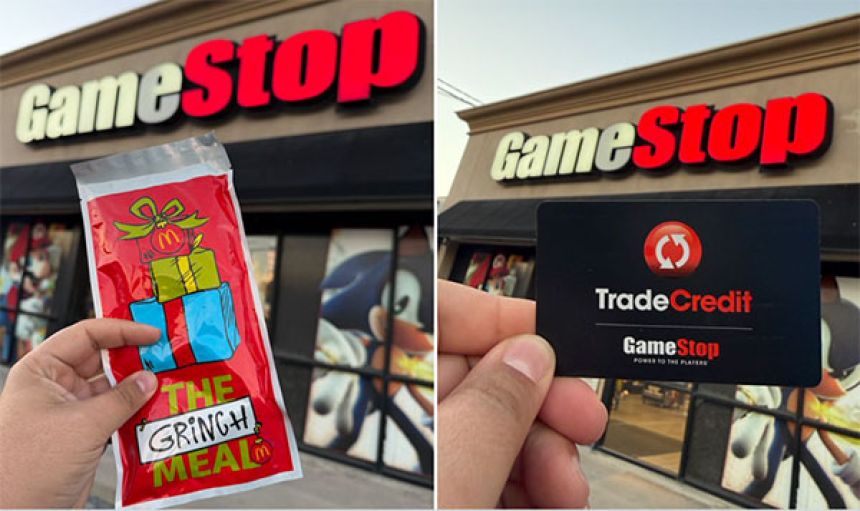 GameStop
THE
GRINCH
MEAL
GameStop
TradeCredit
GameStop
POWER TO THE PLAYERS